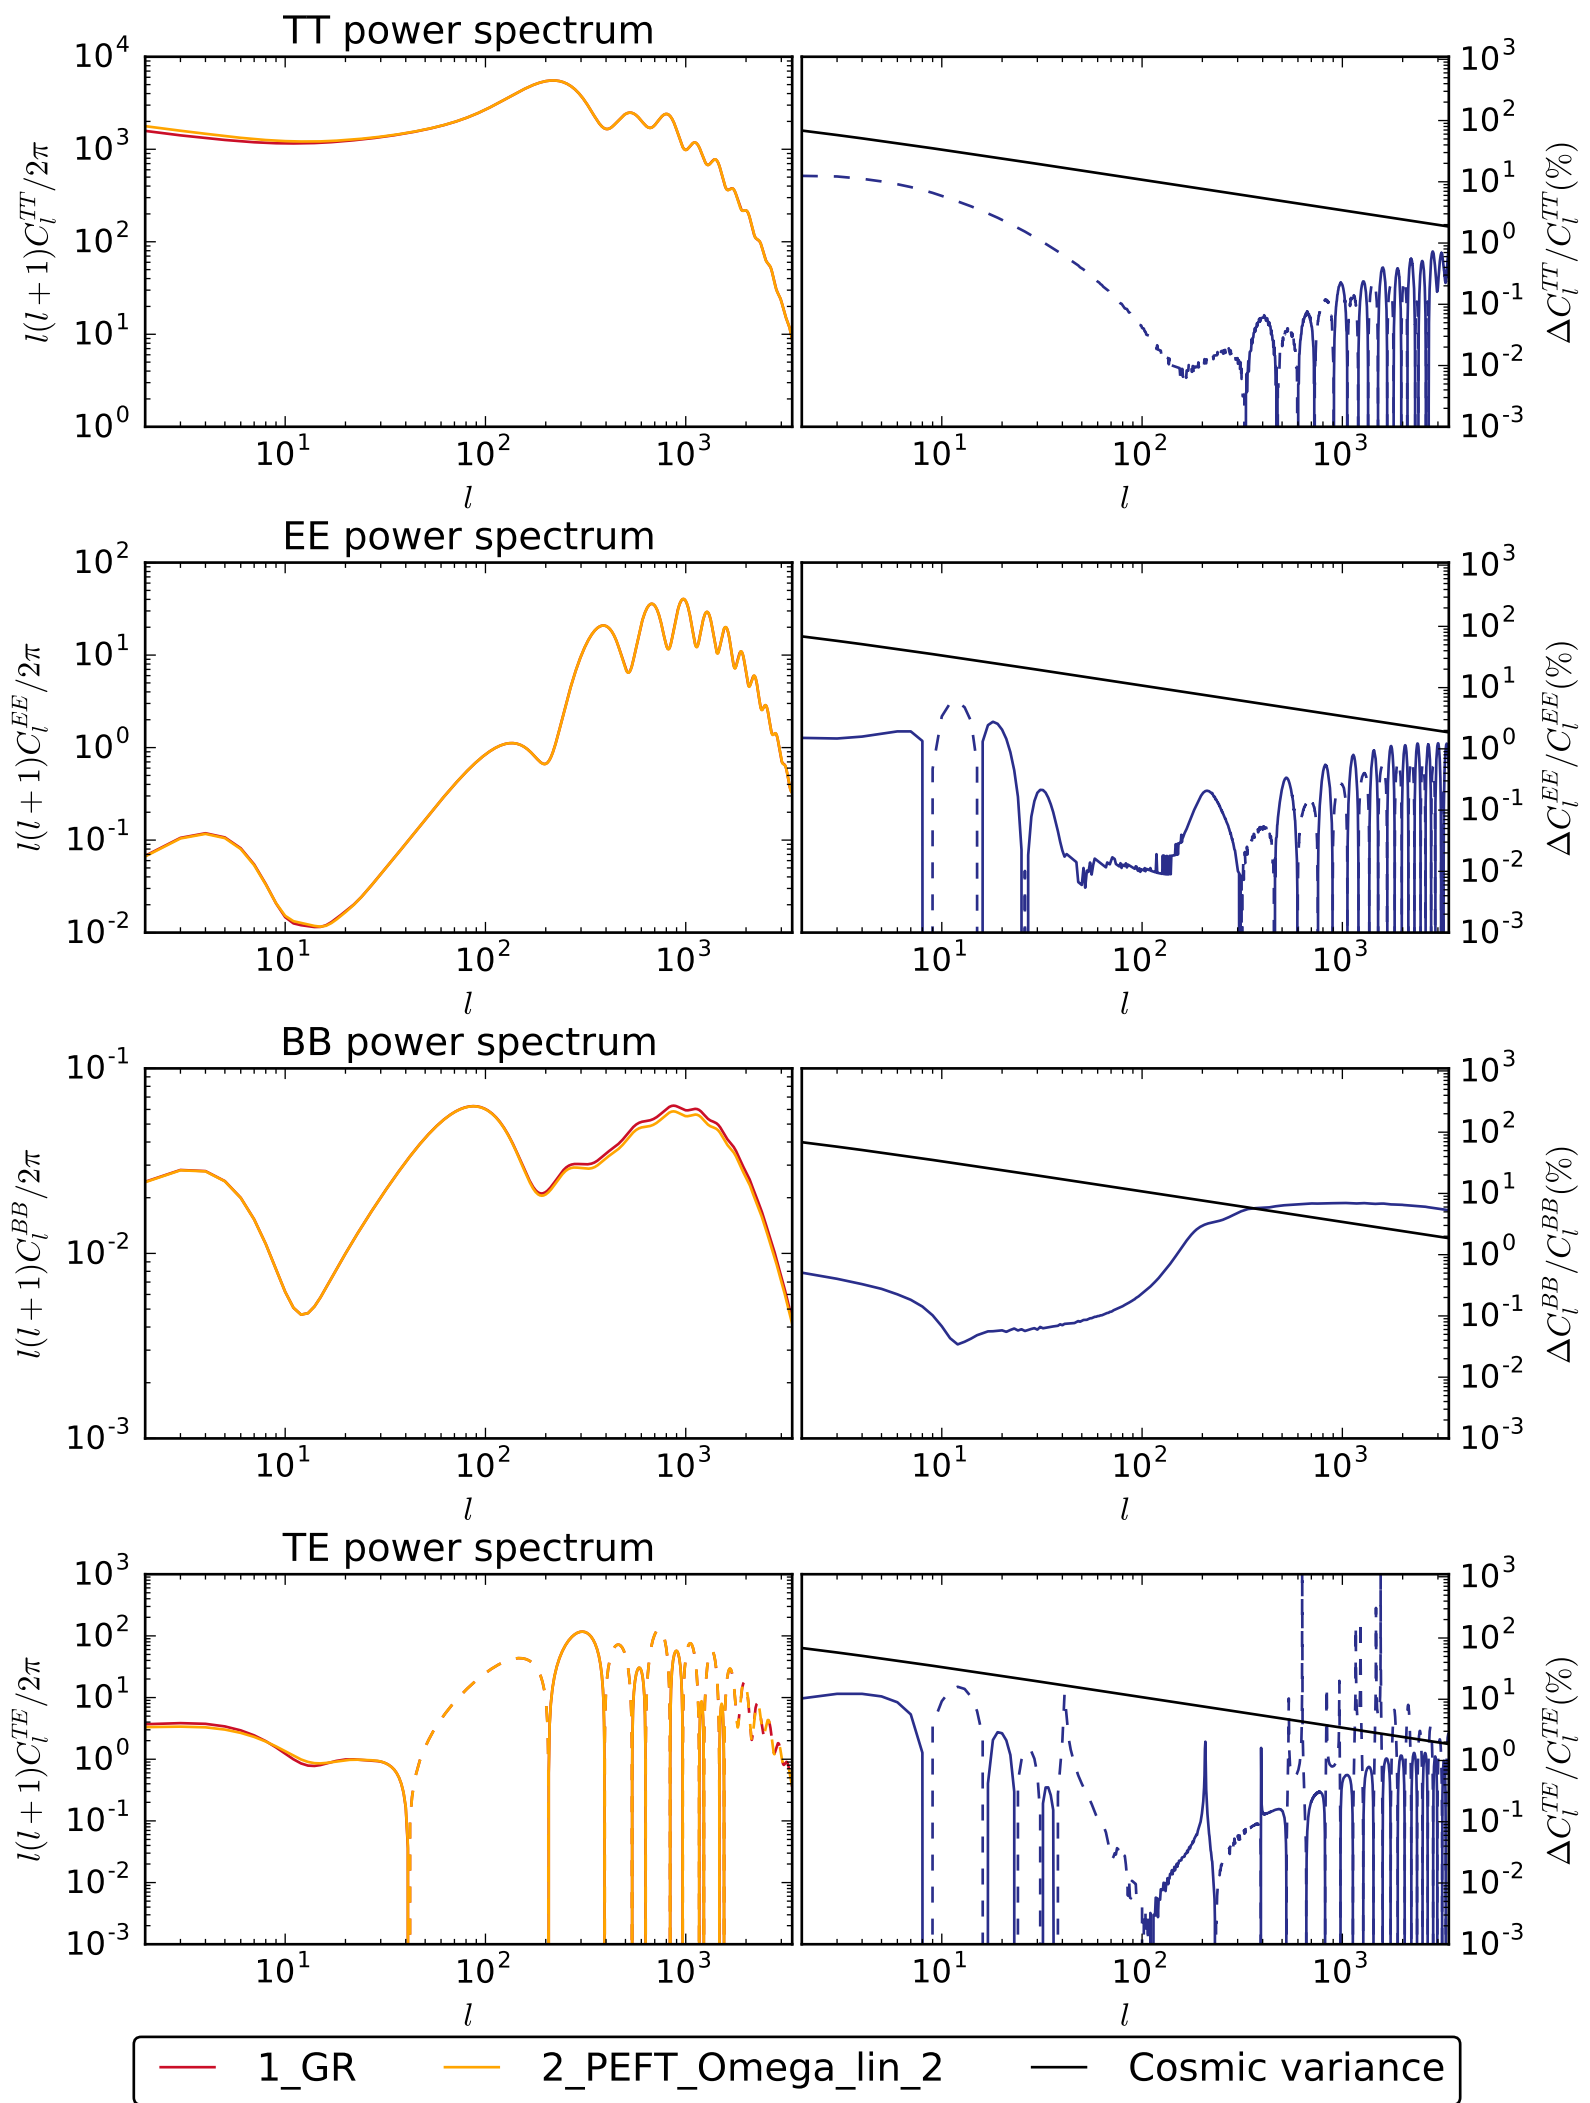 TT power spectrum
10^4
10^3
10^2
10^1
10^0
l(l + 1)C_l^{TT}/2π
10^1 10^2 10^3
l
10^3
10^2
10^1
10^0
10^-1
10^-2
10^-3
ΔC_l^{TT}/C_l^{TT}(%)
10^1 10^2 10^3
l
EE power spectrum
10^2
10^1
10^0
10^-1
10^-2
l(l + 1)C_l^{EE}/2π
10^1 10^2 10^3
l
10^3
10^2
10^1
10^0
10^-1
10^-2
10^-3
ΔC_l^{EE}/C_l^{EE}(%)
10^1 10^2 10^3
l
BB power spectrum
10^-1
10^-2
10^-3
l(l + 1)C_l^{BB}/2π
10^1 10^2 10^3
l
10^3
10^2
10^1
10^0
10^-1
10^-2
10^-3
ΔC_l^{BB}/C_l^{BB}(%)
10^1 10^2 10^3
l
TE power spectrum
10^3
10^2
10^1
10^0
10^-1
10^-2
10^-3
l(l + 1)C_l^{TE}/2π
10^1 10^2 10^3
l
10^3
10^2
10^1
10^0
10^-1
10^-2
10^-3
ΔC_l^{TE}/C_l^{TE}(%)
10^1 10^2 10^3
l
1_GR 2_PEFT_Omega_lin_2 Cosmic variance